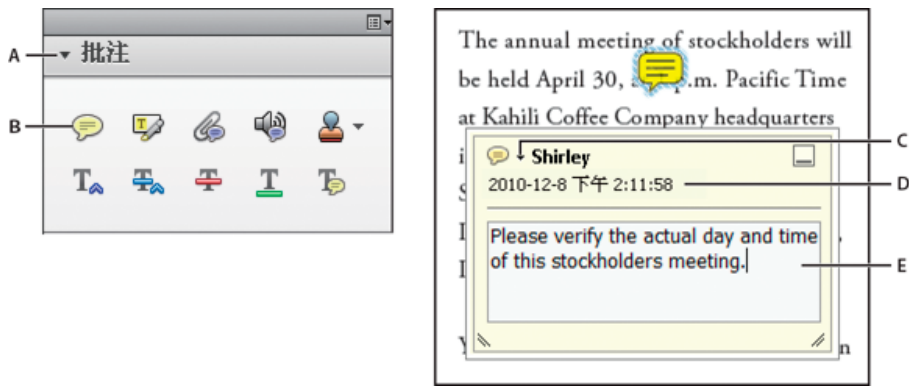 A
批注
B
The annual meeting of stockholders will
be held April 30, p.m. Pacific Time
at Kahili Coffee Company headquarters
C
Shirley
D
2010-12-8 下午 2:11:58
Please verify the actual day and time
of this stockholders meeting.
E